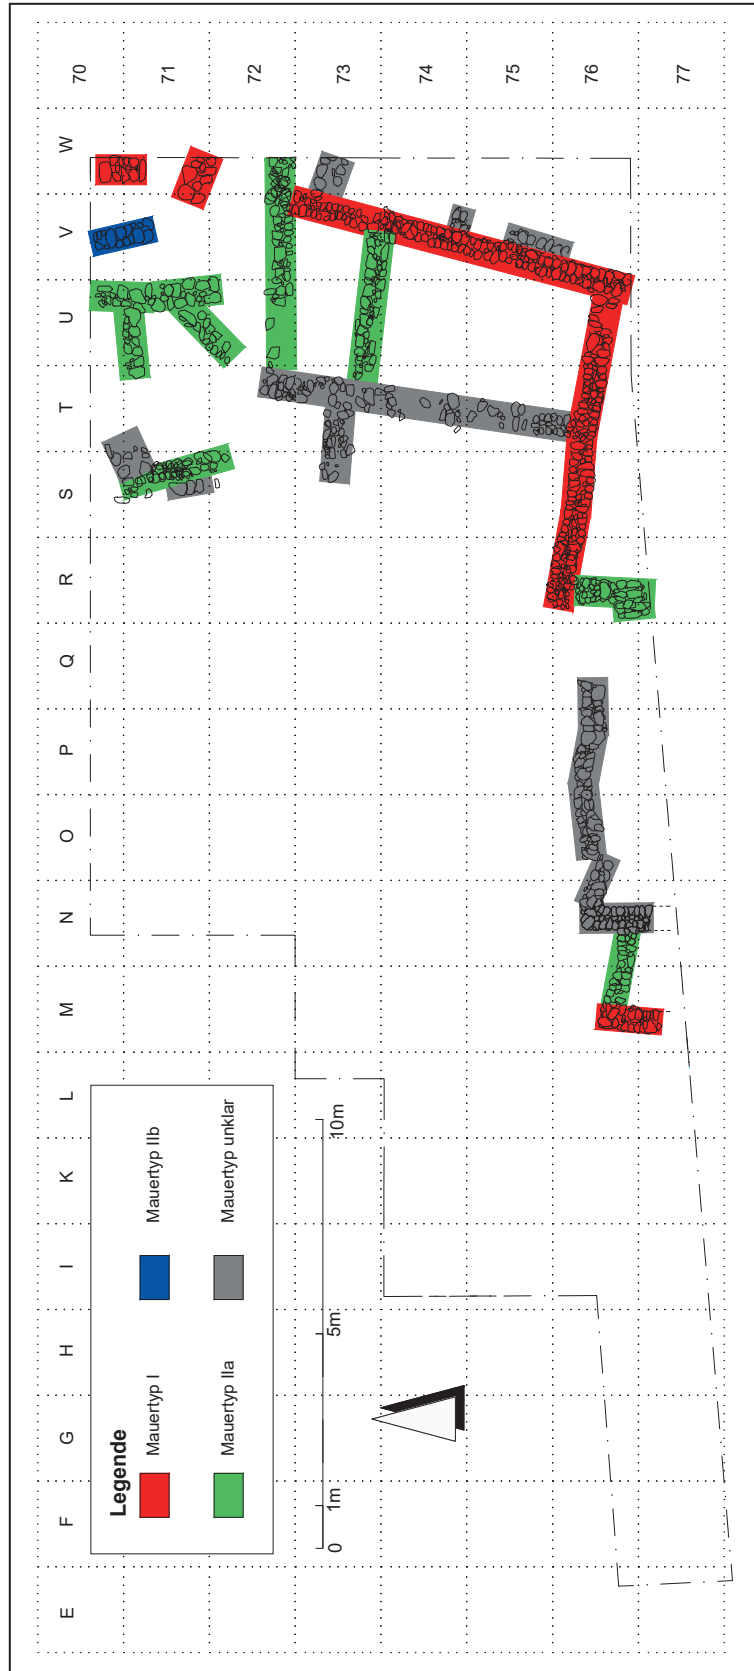 70 71 72 73 74 75 76 77
E F G H I K L M N O P Q R S T U V W
Legende
Mauertyp I
Mauertyp IIb
Mauertyp IIa
Mauertyp unklar
0 1m 5m 10m